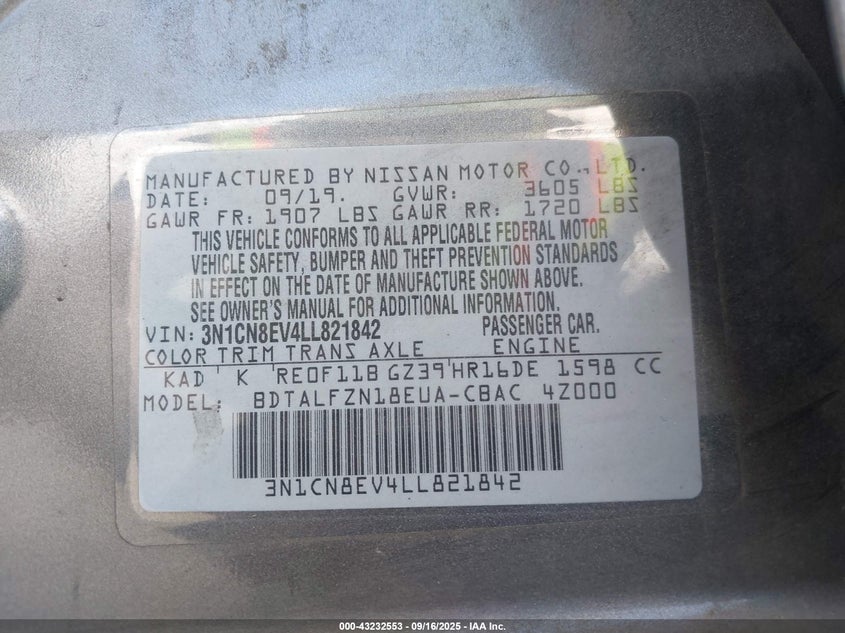 MANUFACTURED BY NISSAN MOTOR CO., LTD.
DATE: 09/19. GVWR: 3605 LBS
GAWR FR: 1907 LBS GAWR RR: 1720 LBS
THIS VEHICLE CONFORMS TO ALL APPLICABLE FEDERAL MOTOR
VEHICLE SAFETY, BUMPER AND THEFT PREVENTION STANDARDS
IN EFFECT ON THE DATE OF MANUFACTURE SHOWN ABOVE.
SEE OWNER'S MANUAL FOR ADDITIONAL INFORMATION.
VIN: 3N1CN8EV4LL821842 PASSENGER CAR.
COLOR TRIM TRANS AXLE ENGINE
KAD K RE0F11B GZ39 HR16DE 1598 CC
MODEL: BDTALFZN18EUA-CBAC 4Z000
3N1CN8EV4LL821842
000-43232553 - 09/16/2025 - IAA Inc.